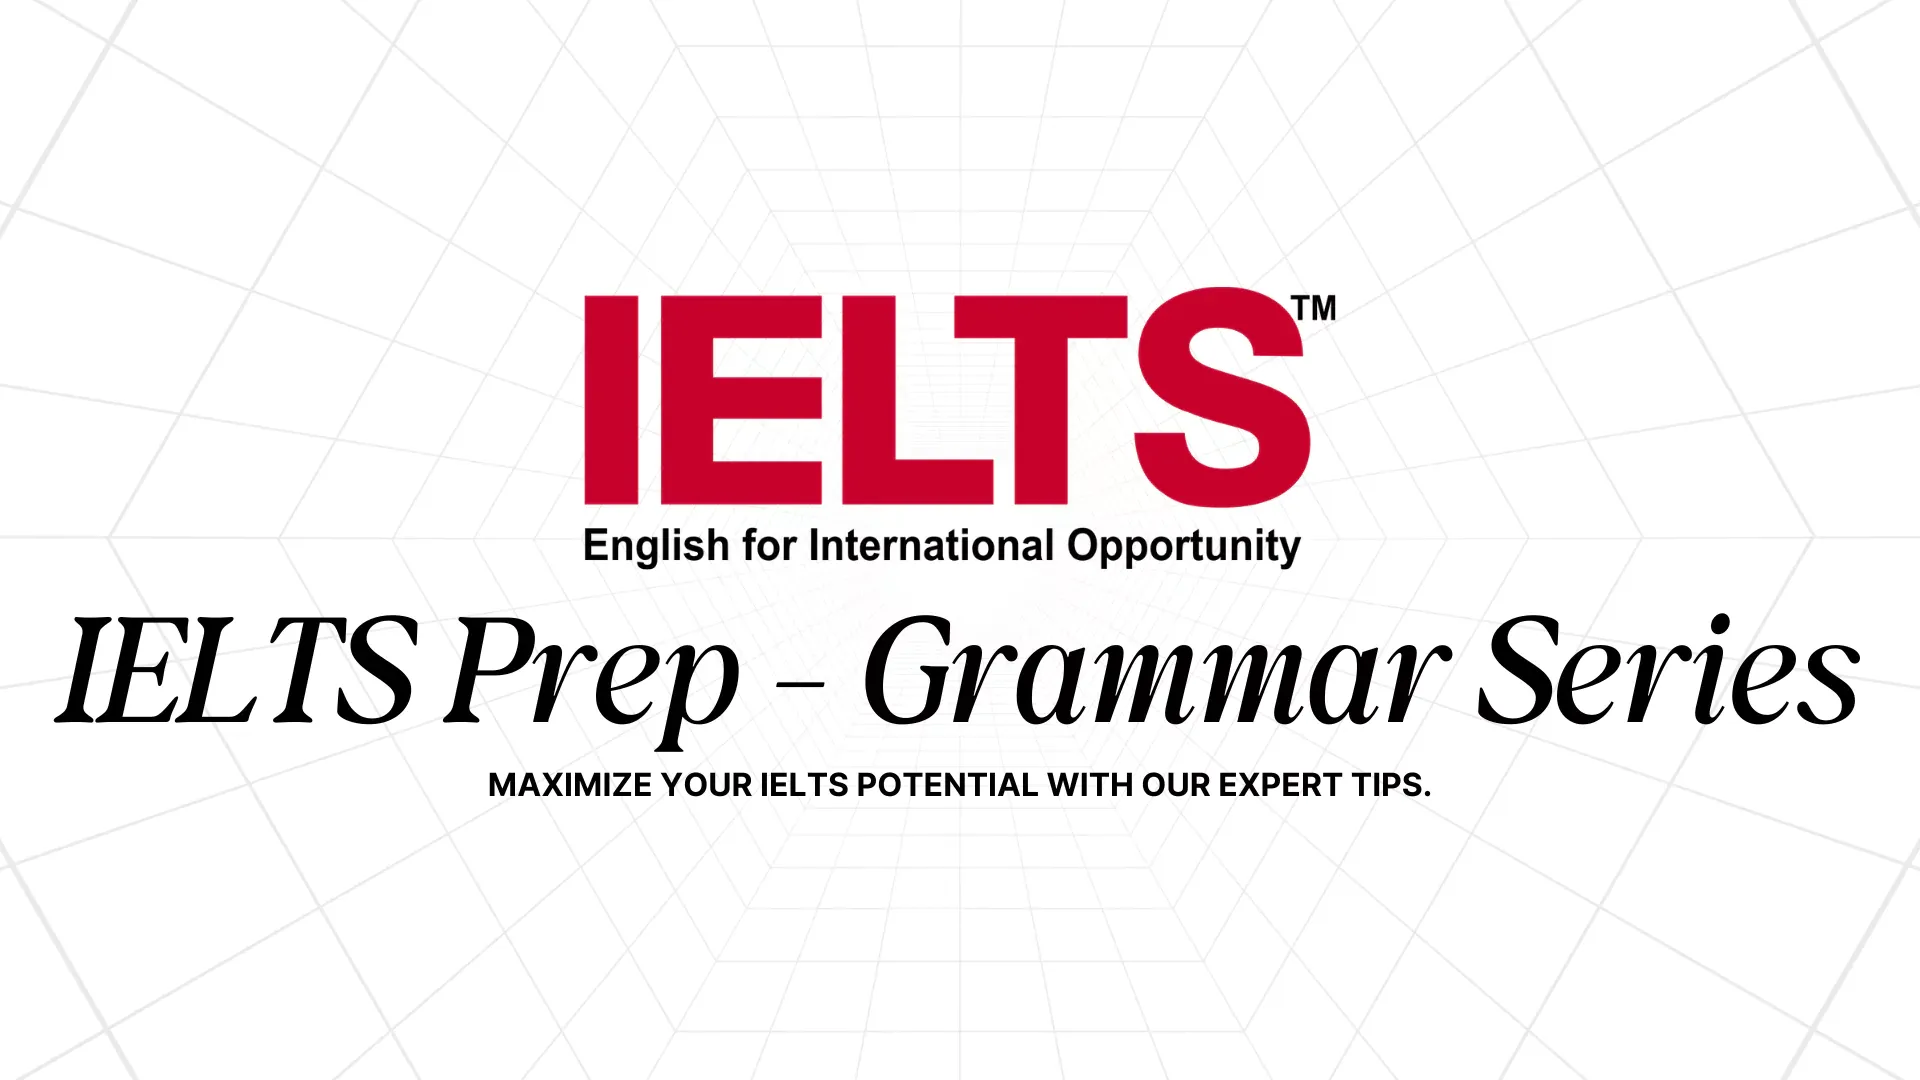 IELTS™
English for International Opportunity
IELTS Prep – Grammar Series
MAXIMIZE YOUR IELTS POTENTIAL WITH OUR EXPERT TIPS.